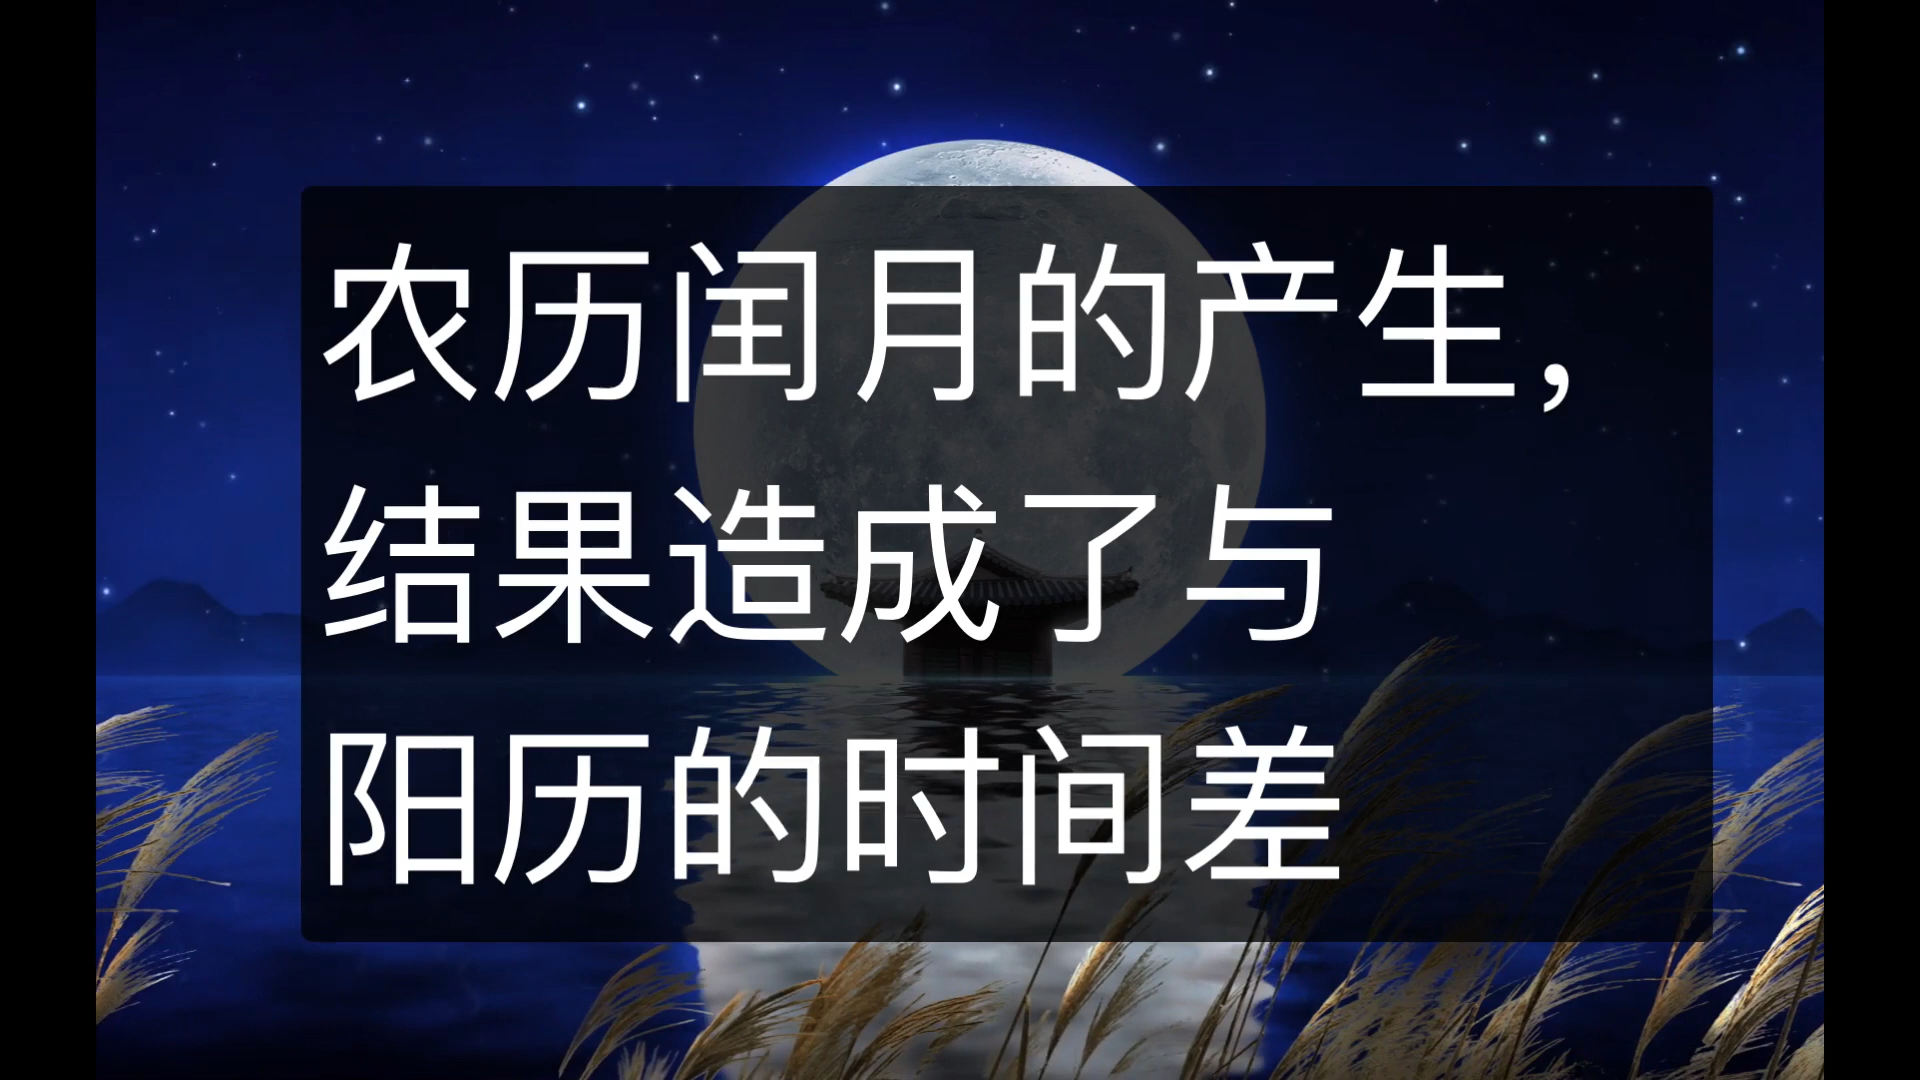 农历闰月的产生，
结果造成了与
阳历的时间差